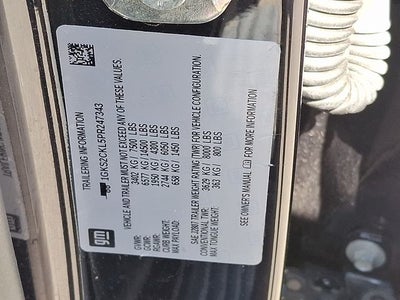 TRAILERING INFORMATION
1GKS2CKL5PR247343
VEHICLE AND TRAILER MUST NOT EXCEED ANY OF THESE VALUES.
gm
GVWR: 3402 KG / 7500 LBS
GCWR: 6577 KG / 14500 LBS
RGAWR: 1950 KG / 4300 LBS
CURB WEIGHT: 2744 KG / 6050 LBS
MAX PAYLOAD: 658 KG / 1450 LBS
SAE J2807 TRAILER WEIGHT RATING (TWR) FOR VEHICLE CONFIGURATION.
CONVENTIONAL TWR: 3629 KG / 8000 LBS
MAX TONGUE WEIGHT: 363 KG / 800 LBS
SEE OWNER'S MANUAL FOR MORE INFORMATION